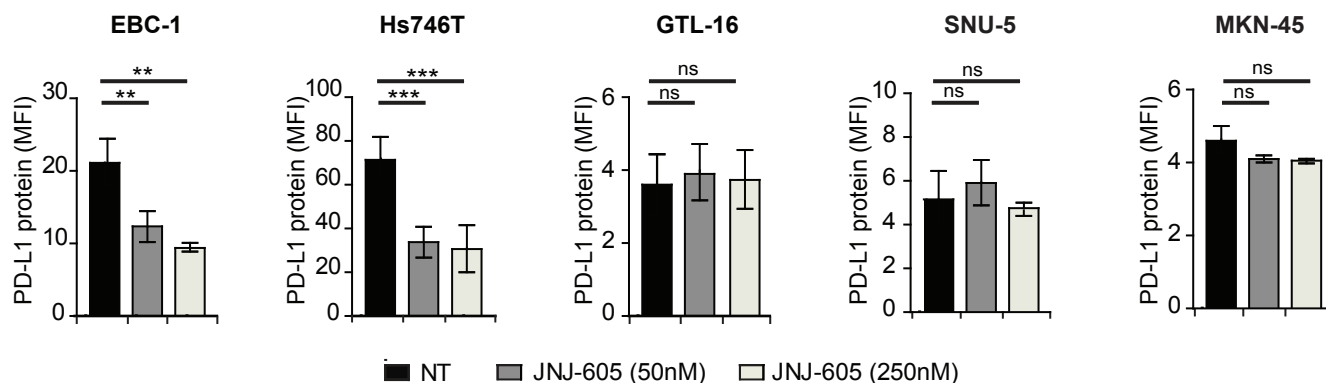 EBC-1
Hs746T
GTL-16
SNU-5
MKN-45
PD-L1 protein (MFI)
30
20
10
0
**
**
PD-L1 protein (MFI)
100
80
60
40
20
0
***
***
PD-L1 protein (MFI)
6
4
2
0
ns
ns
PD-L1 protein (MFI)
10
8
6
4
2
0
ns
ns
PD-L1 protein (MFI)
6
4
2
0
ns
ns
NT JNJ-605 (50nM) JNJ-605 (250nM)